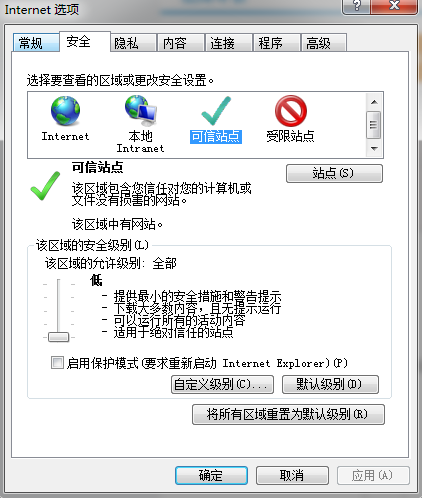 Internet 选项
常规 安全 隐私 内容 连接 程序 高级
选择要查看的区域或更改安全设置。
Internet
本地
Intranet
可信站点
受限站点
可信站点
站点(S)
该区域包含您信任对您的计算机或
文件没有损害的网站。
该区域中有网站。
该区域的安全级别(L)
该区域的允许级别: 全部
低
- 提供最小的安全措施和警告提示
- 下载大多数内容，且无提示运行
- 可以运行所有的活动内容
- 适用于绝对信任的站点
启用保护模式(要求重新启动 Internet Explorer)(P)
自定义级别(C)... 默认级别(D)
将所有区域重置为默认级别(R)
确定 取消 应用(A)